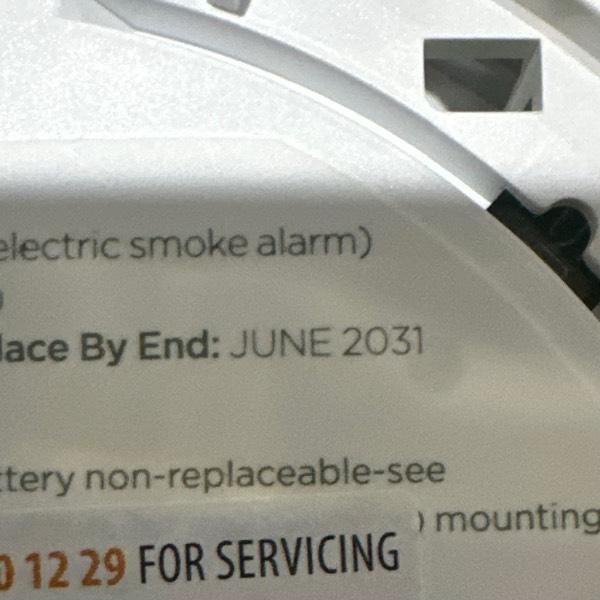 electric smoke alarm)
lace By End: JUNE 2031
ttery non-replaceable-see
) mounting
0 12 29 FOR SERVICING